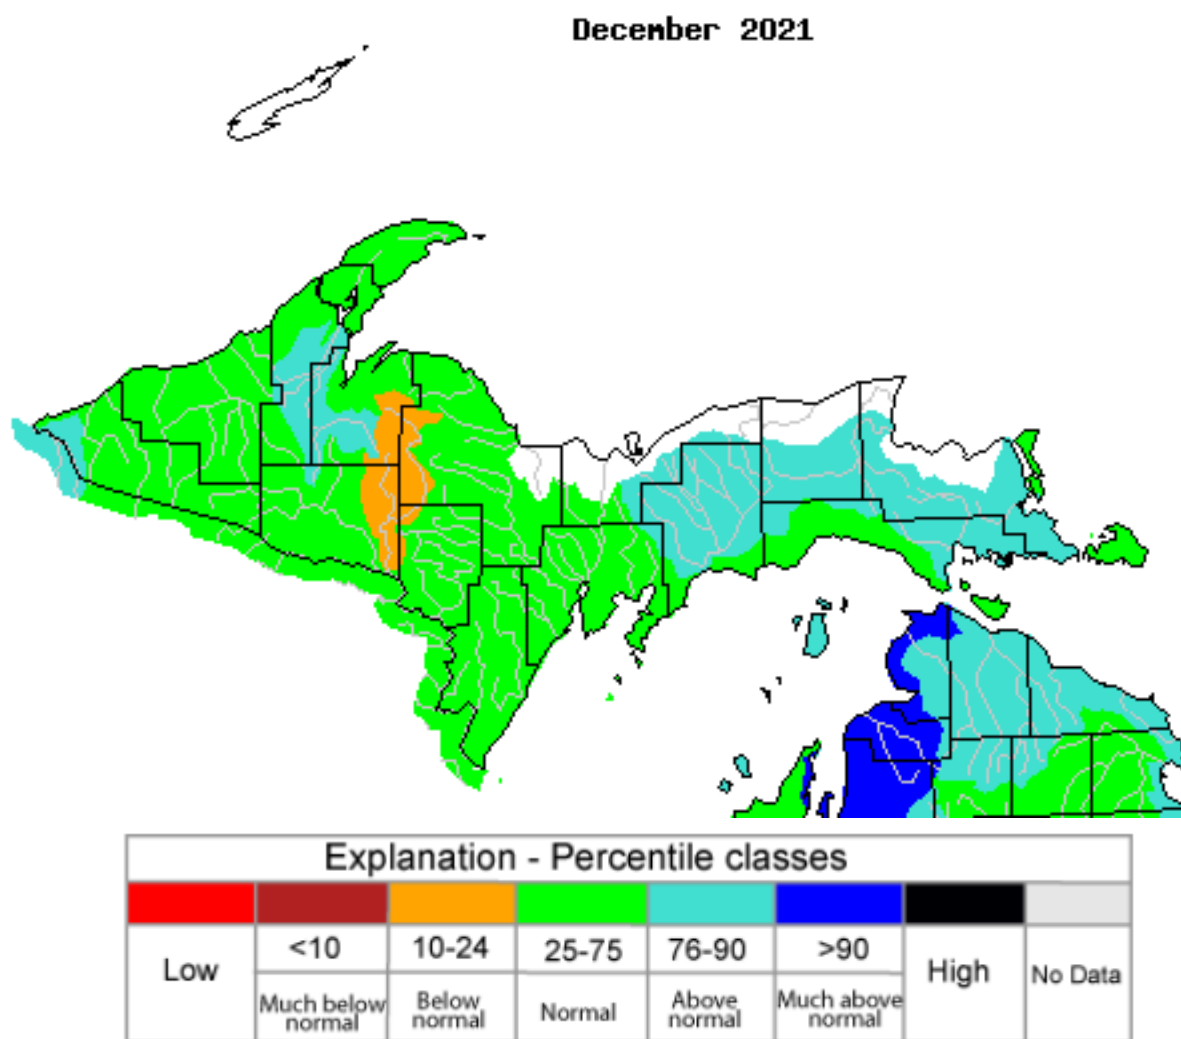 December 2021
Explanation - Percentile classes
Low <10 10-24 25-75 76-90 >90 High No Data
Much below normal Below normal Normal Above normal Much above normal